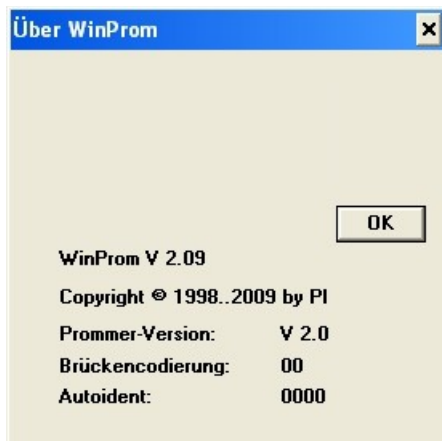 Über WinProm
OK
WinProm V 2.09
Copyright © 1998..2009 by PI
Prommer-Version: V 2.0
Brückencodierung: 00
Autoident: 0000